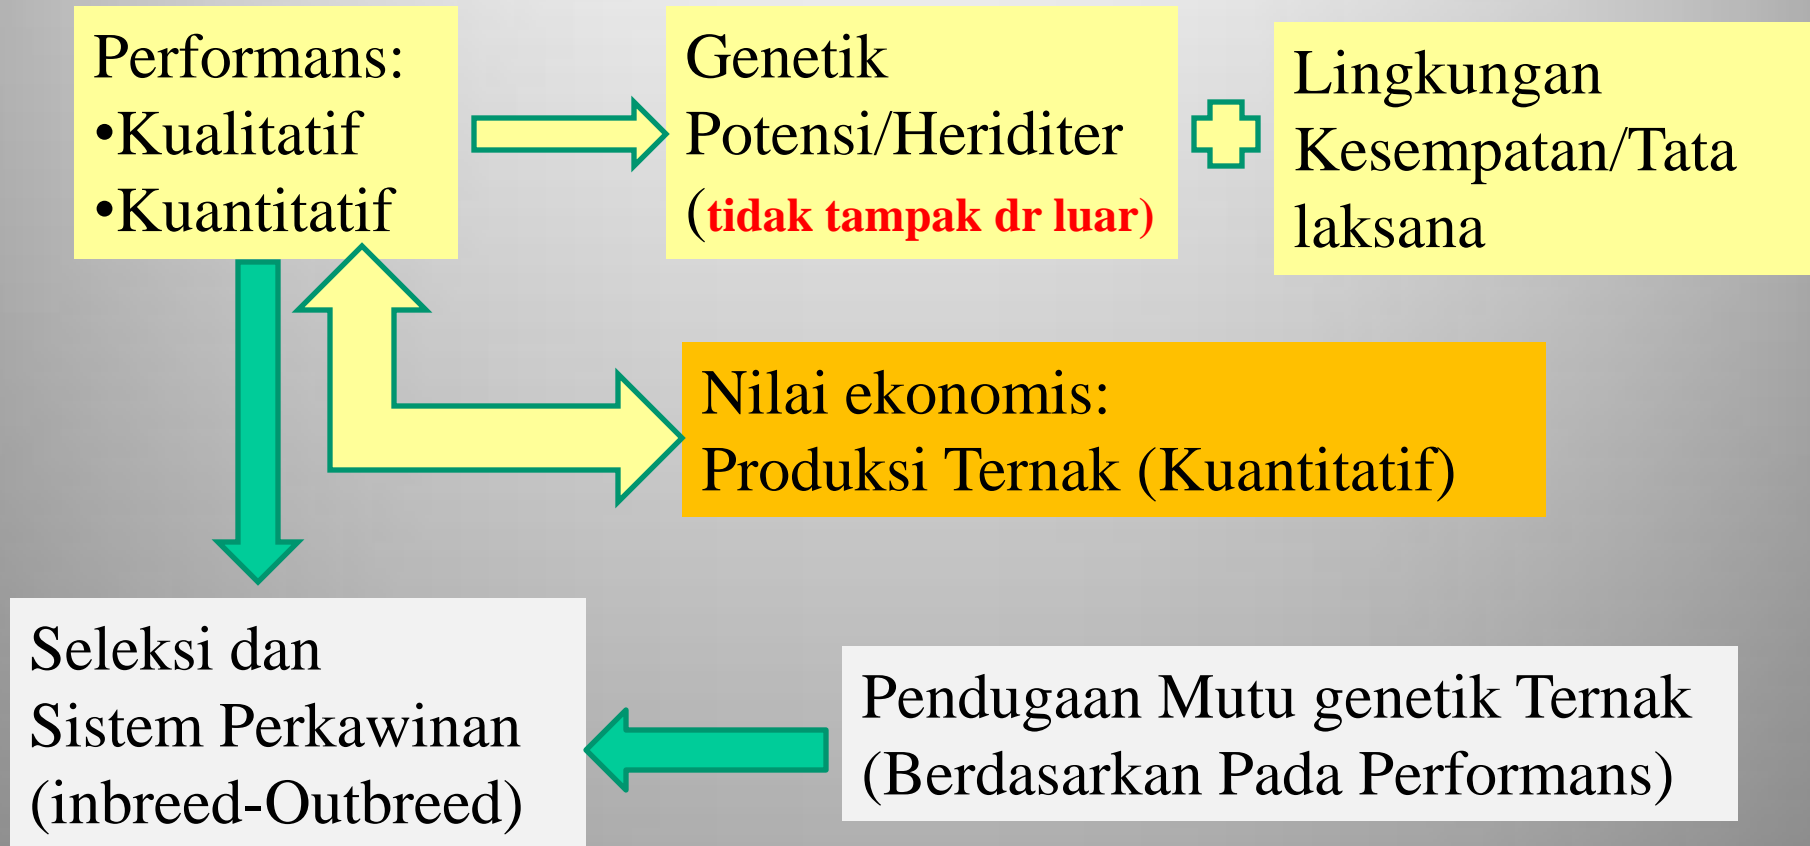 Performans:
•Kualitatif
•Kuantitatif
Genetik
Potensi/Heriditer
(tidak tampak dr luar)
Lingkungan
Kesempatan/Tata
laksana
Nilai ekonomis:
Produksi Ternak (Kuantitatif)
Seleksi dan
Sistem Perkawinan
(inbreed-Outbreed)
Pendugaan Mutu genetik Ternak
(Berdasarkan Pada Performans)